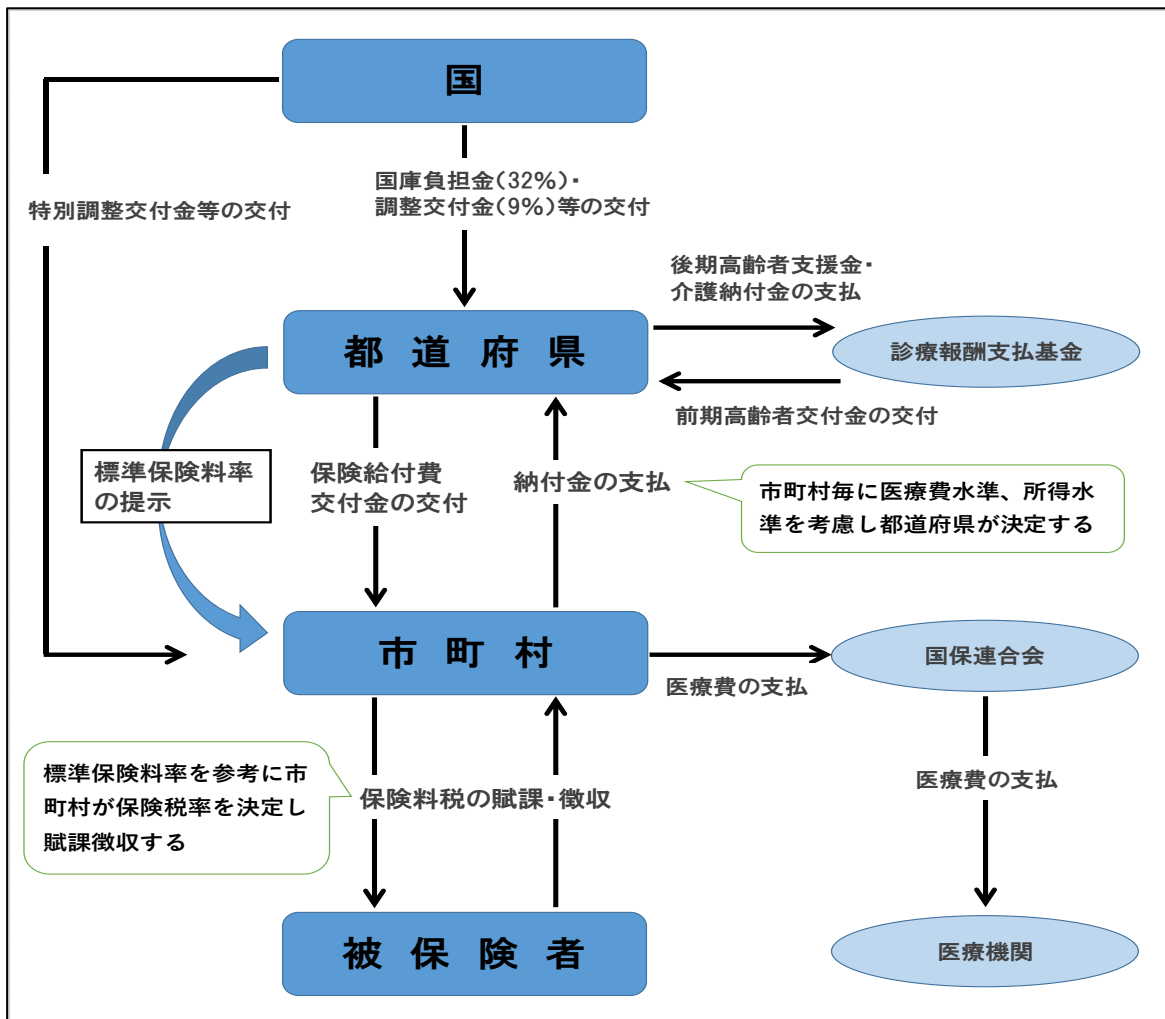 国
国庫負担金(32%)・
調整交付金(9%)等の交付
特別調整交付金等の交付
後期高齢者支援金・
介護納付金の支払
都道府県
診療報酬支払基金
前期高齢者交付金の交付
標準保険料率
の提示
保険給付費
交付金の交付
納付金の支払
市町村毎に医療費水準、所得水
準を考慮し都道府県が決定する
市町村
国保連合会
医療費の支払
標準保険料率を参考に市
町村が保険税率を決定し
賦課徴収する
保険料税の賦課・徴収
医療費の支払
被保険者
医療機関